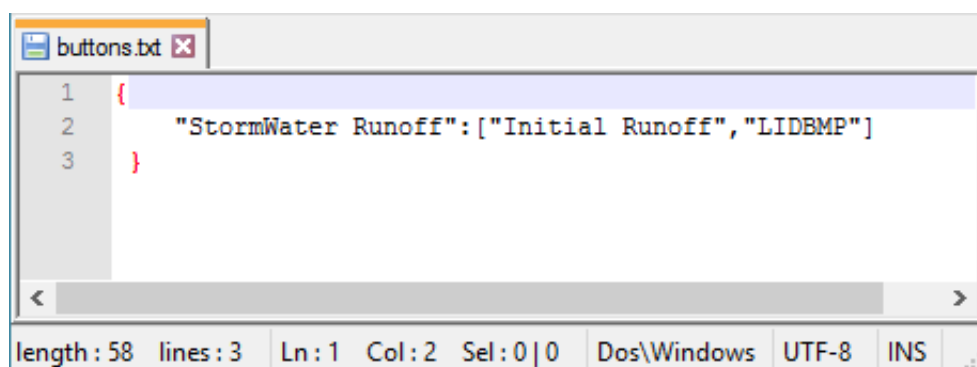 buttons.txt
1 {
2 "StormWater Runoff":["Initial Runoff","LIDBMP"]
3 }
length : 58 lines : 3 Ln : 1 Col : 2 Sel : 0 | 0 Dos\Windows UTF-8 INS